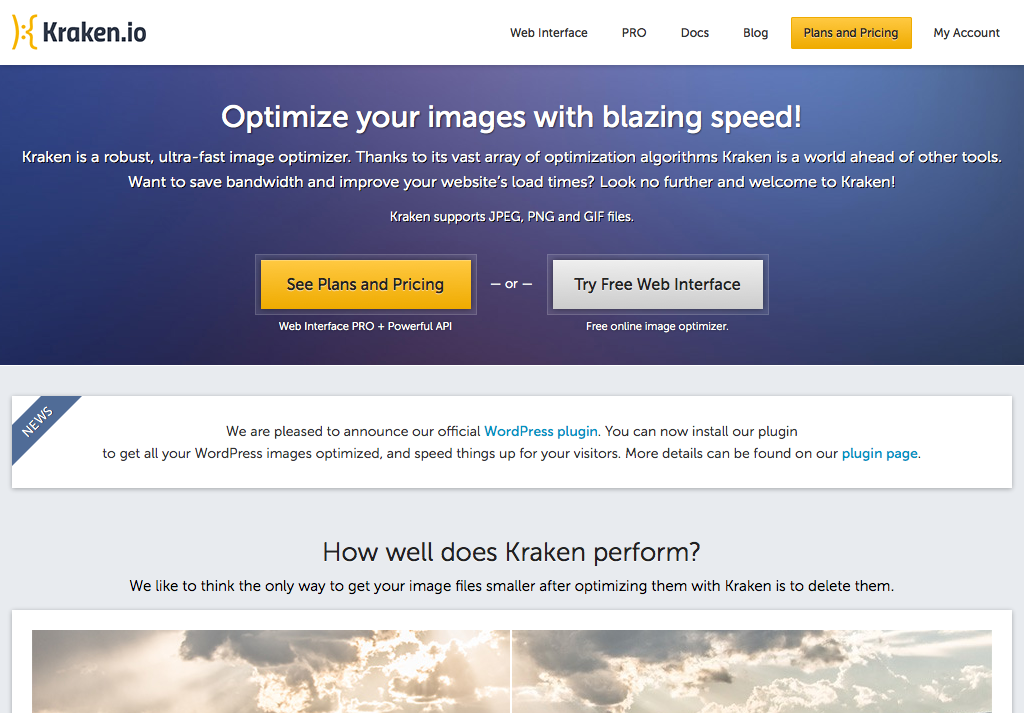 Kraken.io
Web Interface
PRO
Docs
Blog
Plans and Pricing
My Account
Optimize your images with blazing speed!
Kraken is a robust, ultra-fast image optimizer. Thanks to its vast array of optimization algorithms Kraken is a world ahead of other tools.
Want to save bandwidth and improve your website’s load times? Look no further and welcome to Kraken!
Kraken supports JPEG, PNG and GIF files.
See Plans and Pricing
— or —
Try Free Web Interface
Web Interface PRO + Powerful API
Free online image optimizer.
NEWS
We are pleased to announce our official WordPress plugin. You can now install our plugin
to get all your WordPress images optimized, and speed things up for your visitors. More details can be found on our plugin page.
How well does Kraken perform?
We like to think the only way to get your image files smaller after optimizing them with Kraken is to delete them.